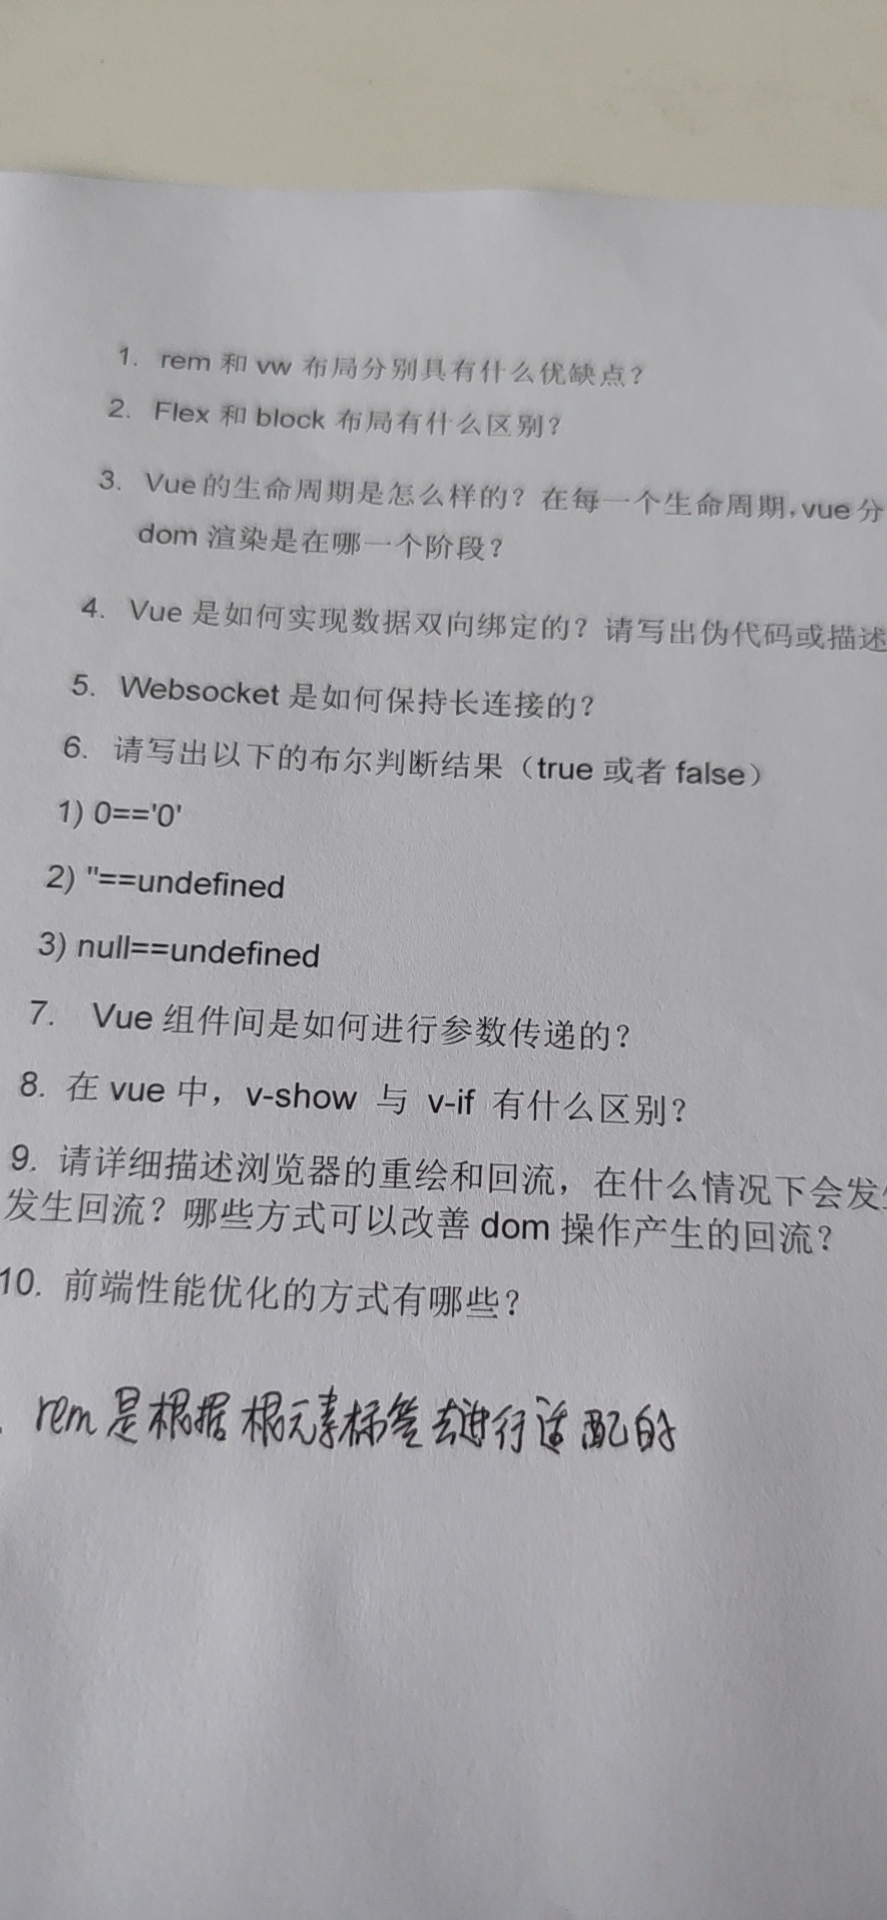 1. rem 和 vw 布局分别具有什么优缺点？
2. Flex 和 block 布局有什么区别？
3. Vue 的生命周期是怎么样的？在每一个生命周期，vue 分
dom 渲染是在哪一个阶段？
4. Vue 是如何实现数据双向绑定的？请写出伪代码或描述
5. Websocket 是如何保持长连接的？
6. 请写出以下的布尔判断结果（true 或者 false）
1) 0=='0'
2) ''==undefined
3) null==undefined
7. Vue 组件间是如何进行参数传递的？
8. 在 vue 中，v-show 与 v-if 有什么区别？
9. 请详细描述浏览器的重绘和回流，在什么情况下会发
发生回流？哪些方式可以改善 dom 操作产生的回流？
10. 前端性能优化的方式有哪些？
rem 是根据根元素标签去进行适配的